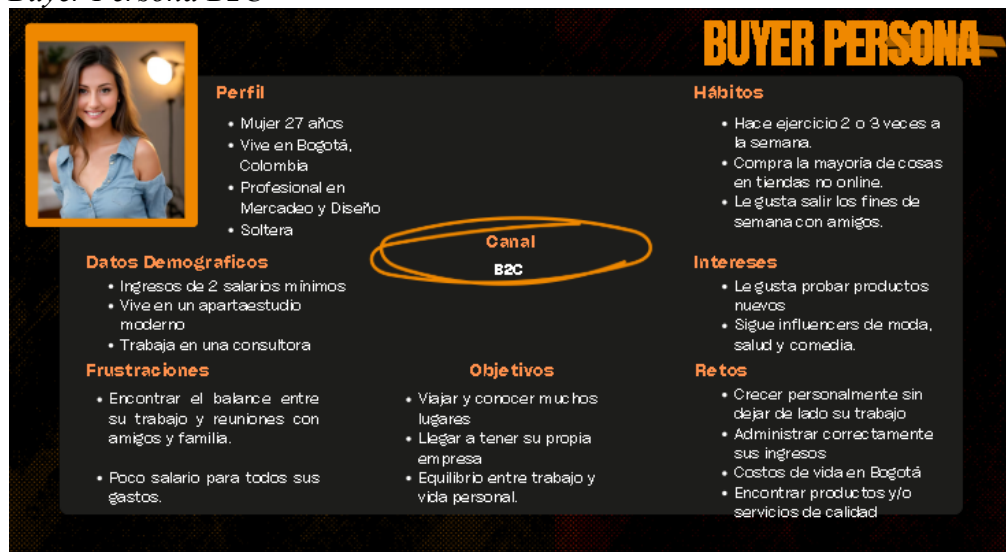 Buyer Persona B2C
BUYER PERSONA
Perfil
• Mujer 27 años
• Vive en Bogotá,
Colombia
• Profesional en
Mercadeo y Diseño
• Soltera
Datos Demograficos
• Ingresos de 2 salarios mínimos
• Vive en un apartaestudio
moderno
• Trabaja en una consultora
Frustraciones
• Encontrar el balance entre
su trabajo y reuniones con
amigos y familia.
• Poco salario para todos sus
gastos.
Canal
B2C
Objetivos
• Viajar y conocer muchos
lugares
• Llegar a tener su propia
empresa
• Equilibrio entre trabajo y
vida personal.
Hábitos
• Hace ejercicio 2 o 3 veces a
la semana.
• Compra la mayoría de cosas
en tiendas no online.
• Le gusta salir los fines de
semana con amigos.
Intereses
• Le gusta probar productos
nuevos
• Sigue influencers de moda,
salud y comedia.
Retos
• Crecer personalmente sin
dejar de lado su trabajo
• Administrar correctamente
sus ingresos
• Costos de vida en Bogotá
• Encontrar productos y/o
servicios de calidad